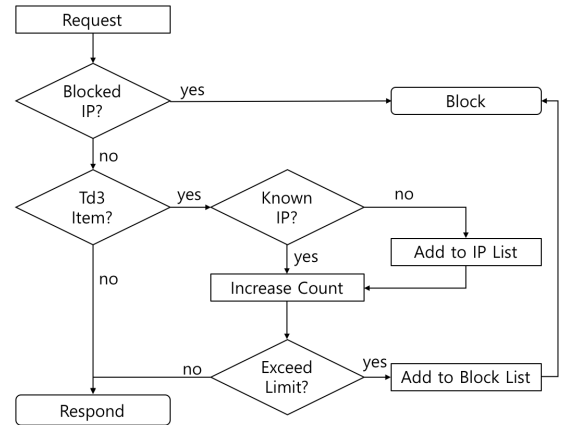 Request
Blocked
IP?
yes
Block
no
Td3
Item?
yes
Known
IP?
no
Add to IP List
yes
no
Increase Count
Exceed
Limit?
no
yes
Add to Block List
Respond